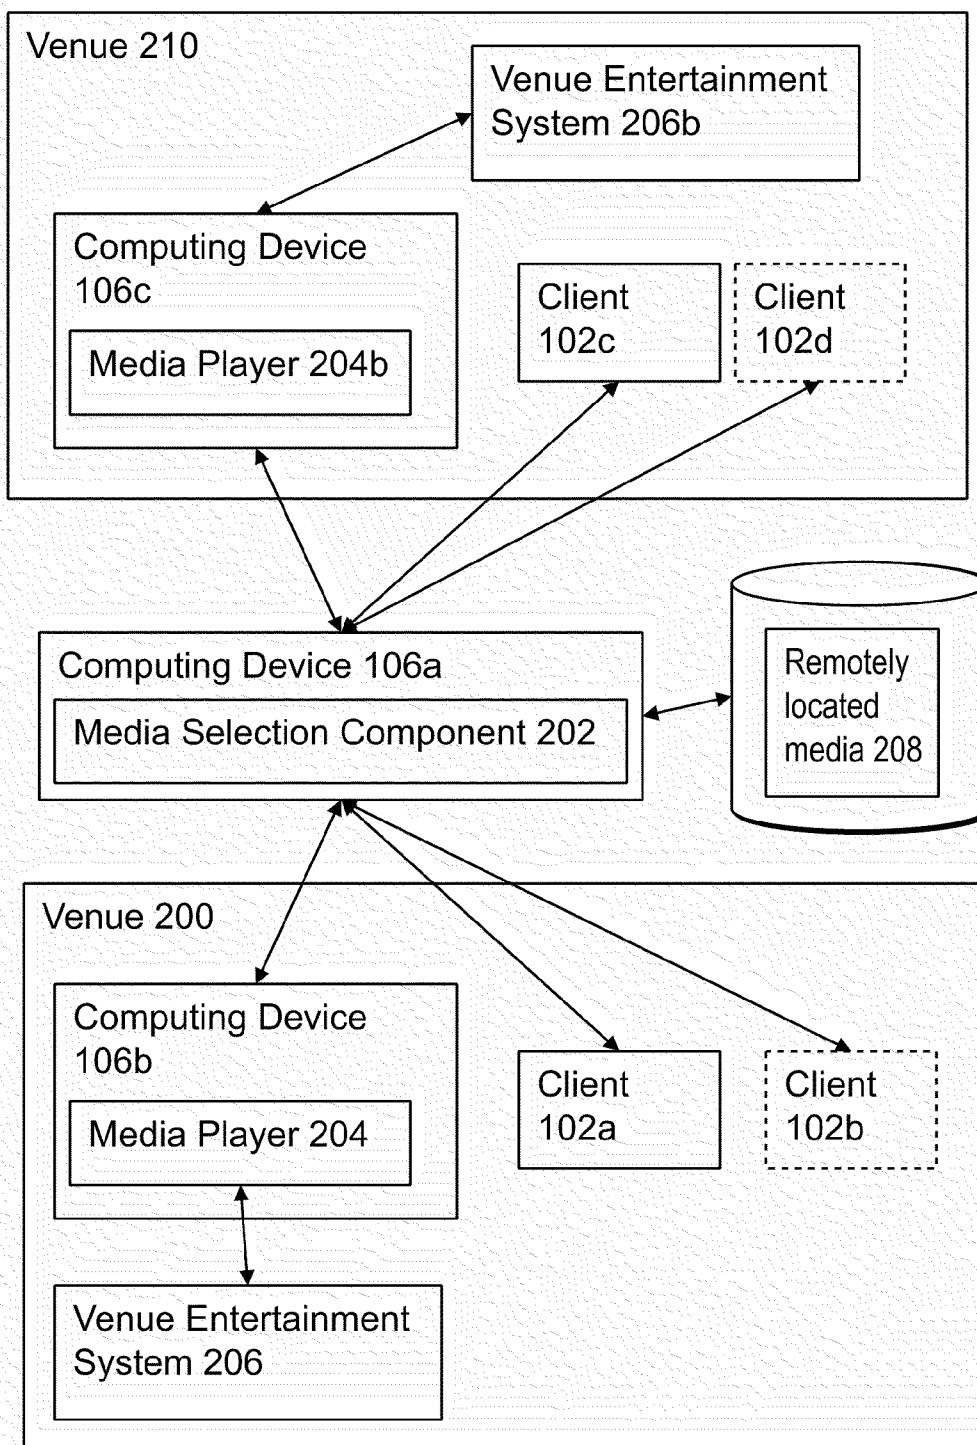 Venue 210
Venue Entertainment
System 206b
Computing Device
106c
Media Player 204b
Client
102c
Client
102d
Computing Device 106a
Media Selection Component 202
Remotely
located
media 208
Venue 200
Computing Device
106b
Media Player 204
Client
102a
Client
102b
Venue Entertainment
System 206